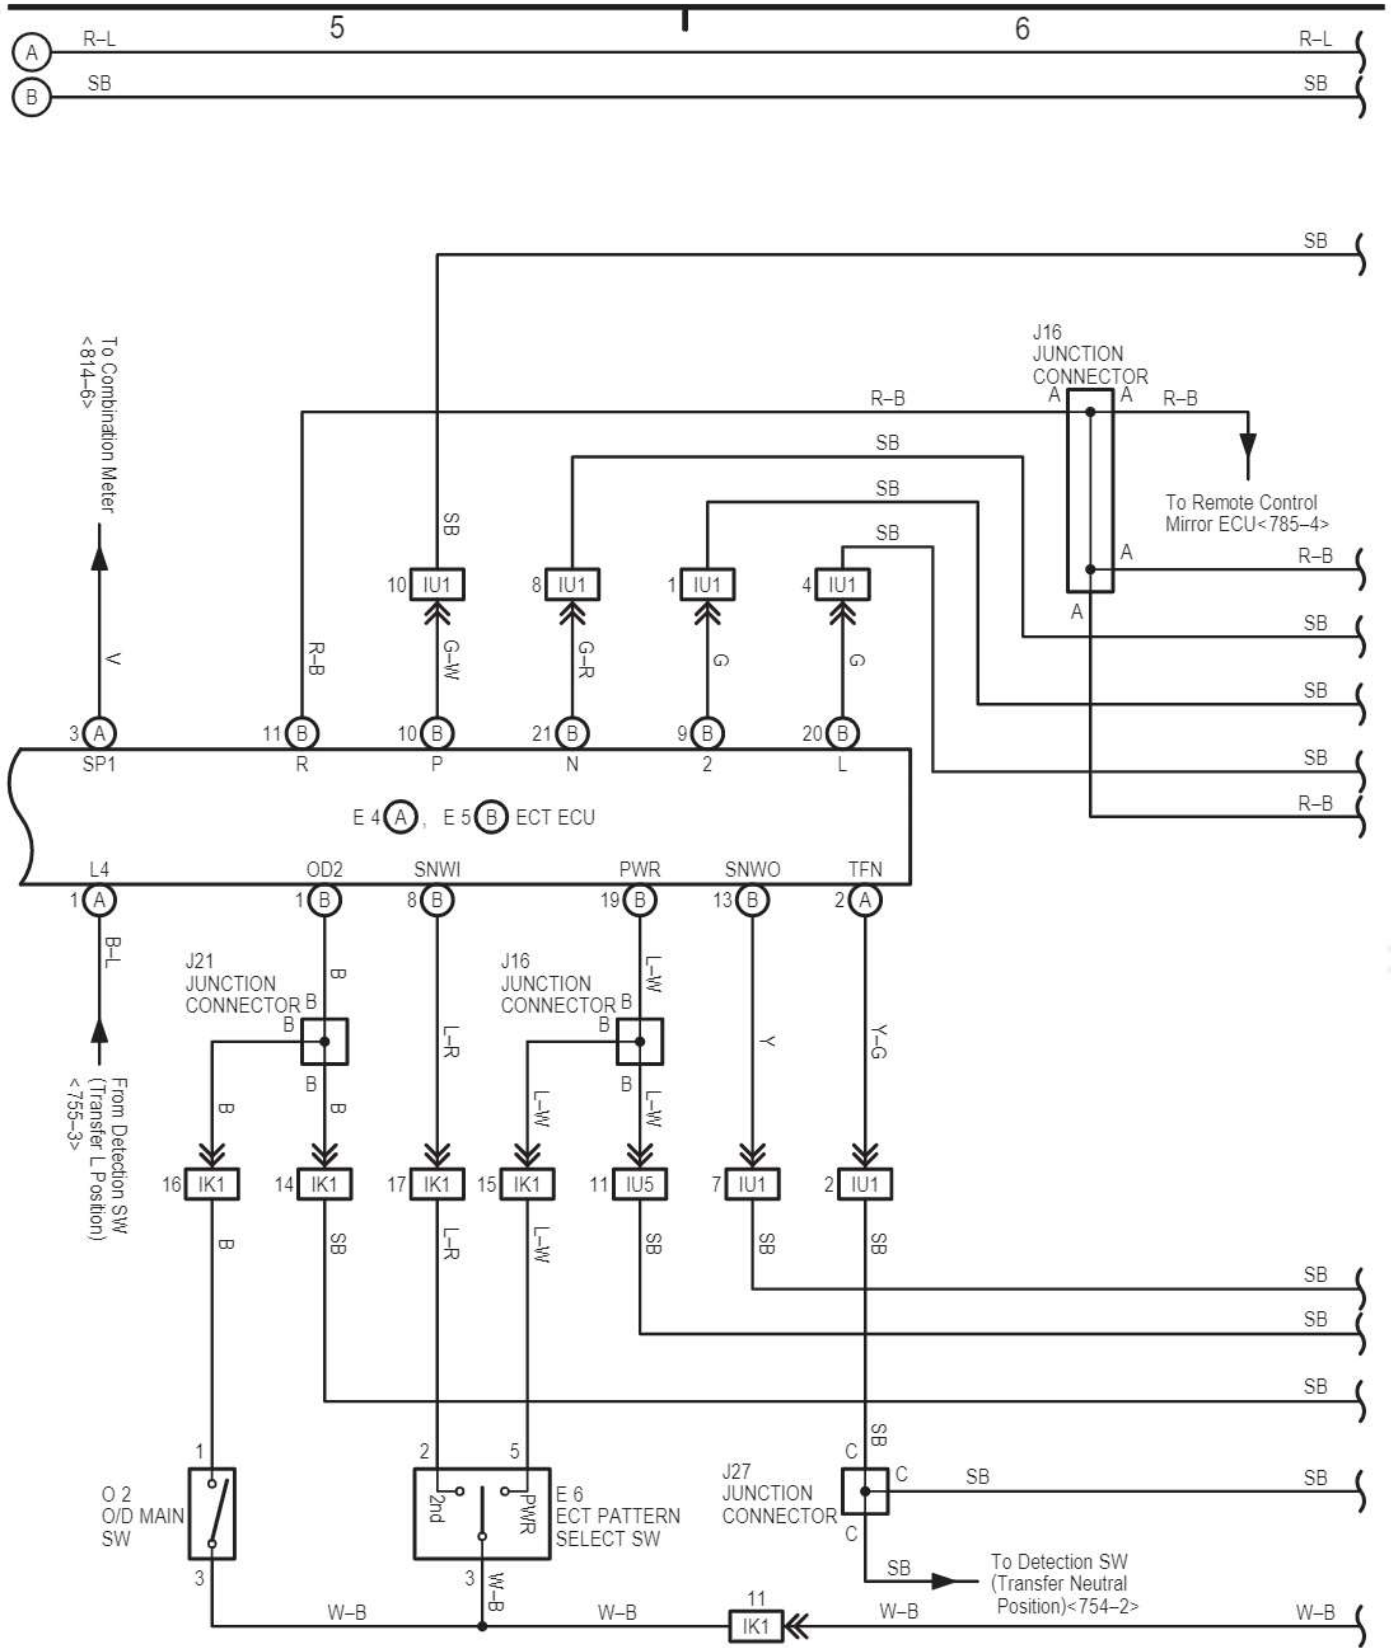 5
6
A
R–L
R–L
B
SB
SB
SB
To Combination Meter
<814–6>
J16
JUNCTION
CONNECTOR
R–B
A
A
R–B
SB
SB
SB
SB
To Remote Control
Mirror ECU<785–4>
A
R–B
10 IU1
8 IU1
1 IU1
4 IU1
A
SB
V
R–B
G–W
G–R
G
G
SB
3 A
11 B
10 B
21 B
9 B
20 B
SP1
R
P
N
2
L
SB
R–B
E 4 A , E 5 B ECT ECU
L4
OD2
SNWI
PWR
SNWO
TFN
1 A
1 B
8 B
19 B
13 B
2 A
B–L
J21
JUNCTION
CONNECTOR
B
B
B
B
B
L–R
J16
JUNCTION
CONNECTOR
L–W
B
B
B
L–W
L–W
Y
Y–G
From Detection SW
(Transfer L Position)
<755–3>
B
16 IK1
14 IK1
17 IK1
15 IK1
11 IU5
7 IU1
2 IU1
B
SB
L–R
L–W
SB
SB
SB
SB
SB
SB
1
2
5
O 2
O/D MAIN
SW
2nd
PWR
E 6
ECT PATTERN
SELECT SW
3
3
W–B
SB
C
J27
JUNCTION
CONNECTOR
C
SB
SB
C
SB
To Detection SW
(Transfer Neutral
Position)<754–2>
W–B
W–B
11
IK1
W–B
W–B